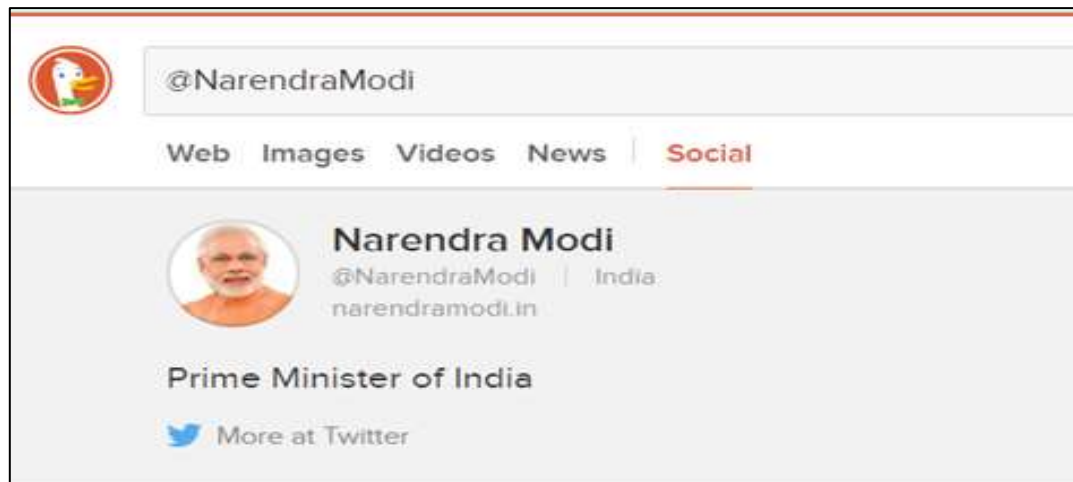 @NarendraModi
Web Images Videos News Social
Narendra Modi
@NarendraModi | India
narendramodi.in
Prime Minister of India
More at Twitter